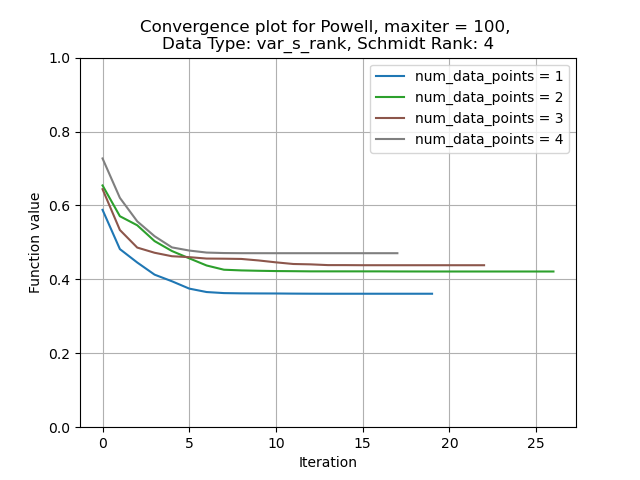 Convergence plot for Powell, maxiter = 100,
Data Type: var_s_rank, Schmidt Rank: 4
num_data_points = 1
num_data_points = 2
num_data_points = 3
num_data_points = 4
Function value
1.0
0.8
0.6
0.4
0.2
0.0
0 5 10 15 20 25
Iteration